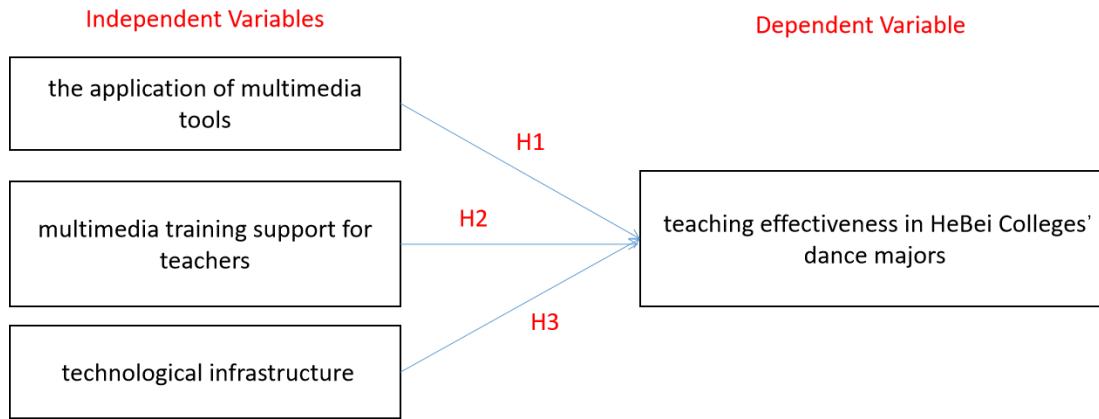 Independent Variables
Dependent Variable
the application of multimedia
tools
H1
multimedia training support for
teachers
H2
teaching effectiveness in HeBei Colleges’
dance majors
H3
technological infrastructure